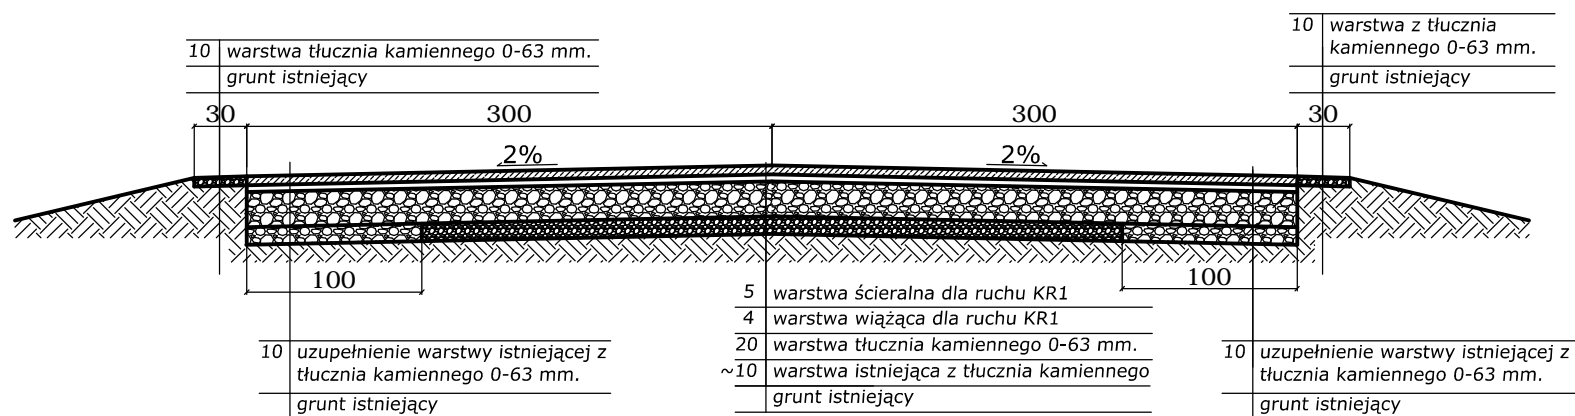 10 warstwa tłucznia kamiennego 0-63 mm.
grunt istniejący
10 warstwa z tłucznia
kamiennego 0-63 mm.
grunt istniejący
30 300 300 30
2% 2%
100 100
5 warstwa ścieralna dla ruchu KR1
4 warstwa wiążąca dla ruchu KR1
20 warstwa tłucznia kamiennego 0-63 mm.
~10 warstwa istniejąca z tłucznia kamiennego
grunt istniejący
10 uzupełnienie warstwy istniejącej z
tłucznia kamiennego 0-63 mm.
grunt istniejący
10 uzupełnienie warstwy istniejącej z
tłucznia kamiennego 0-63 mm.
grunt istniejący